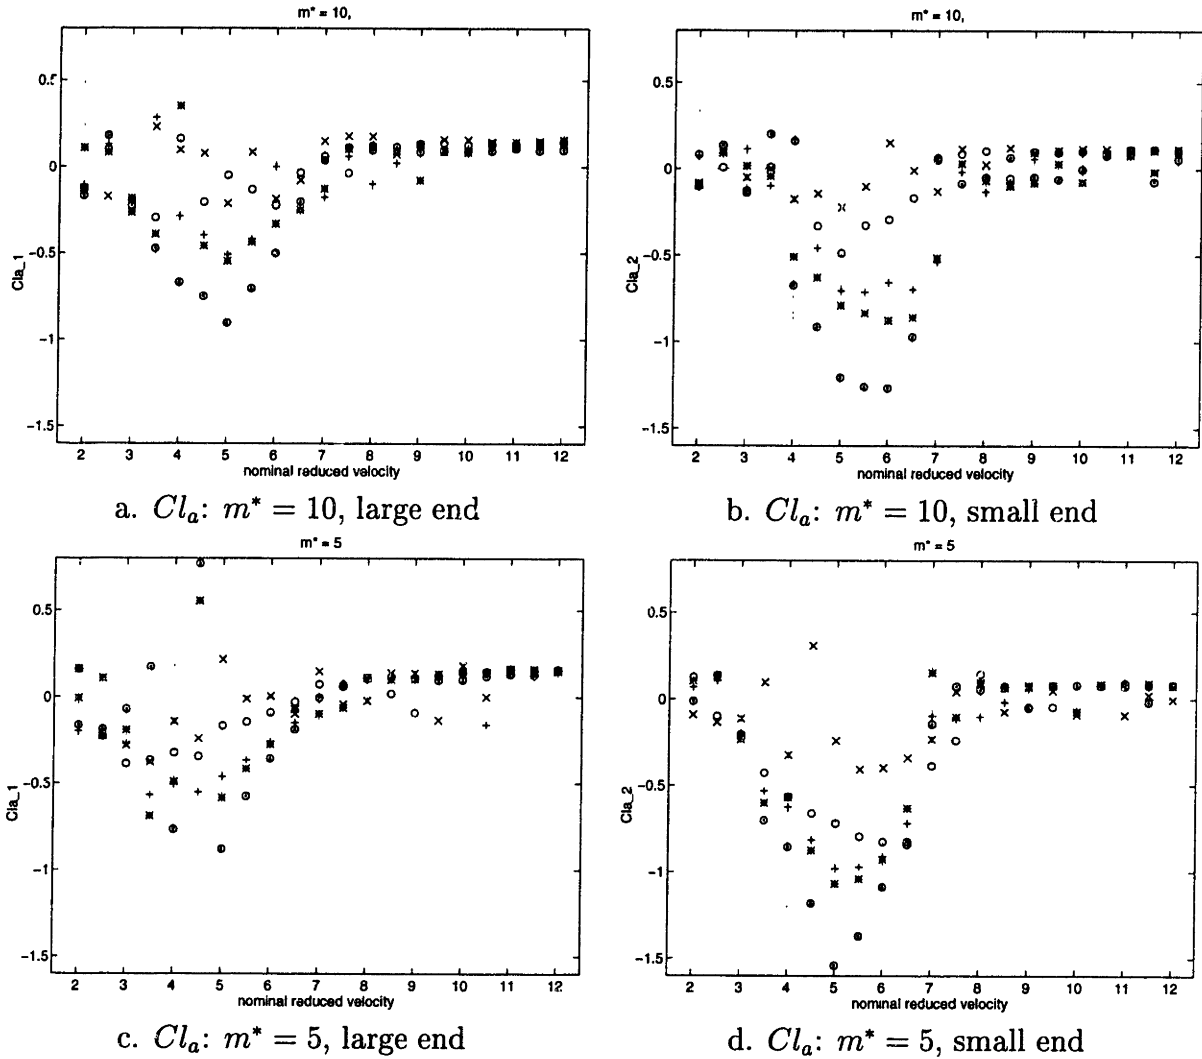 m* = 10,
0.5
0
-0.5
-1
-1.5
Cla_1
2 3 4 5 6 7 8 9 10 11 12
nominal reduced velocity
a. Cl_a: m* = 10, large end
m* = 10,
0.5
0
-0.5
-1
-1.5
Cla_2
2 3 4 5 6 7 8 9 10 11 12
nominal reduced velocity
b. Cl_a: m* = 10, small end
m* = 5
0.5
0
-0.5
-1
-1.5
Cla_1
2 3 4 5 6 7 8 9 10 11 12
nominal reduced velocity
c. Cl_a: m* = 5, large end
m* = 5
0.5
0
-0.5
-1
-1.5
Cla_2
2 3 4 5 6 7 8 9 10 11 12
nominal reduced velocity
d. Cl_a: m* = 5, small end